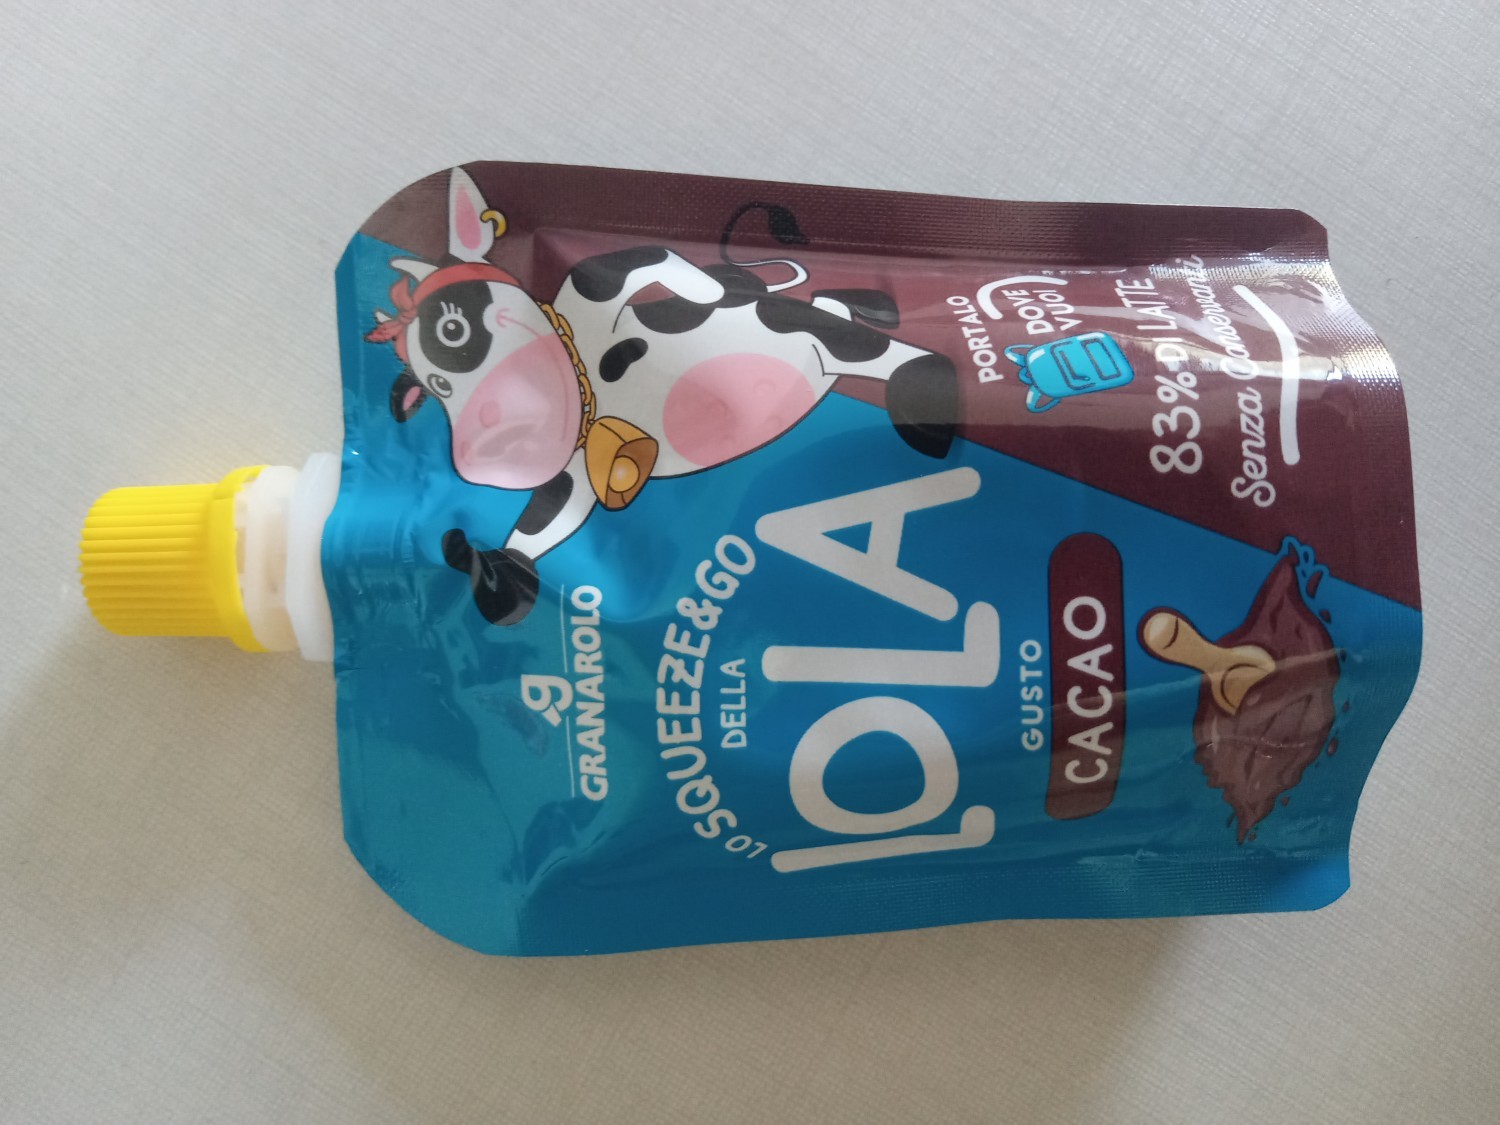 g
GRANAROLO
LO SQUEEZE&GO
DELLA
LOLA
GUSTO
CACAO
PORTALO
DOVE
VUOI
83% DI LATTE
Senza Conservanti